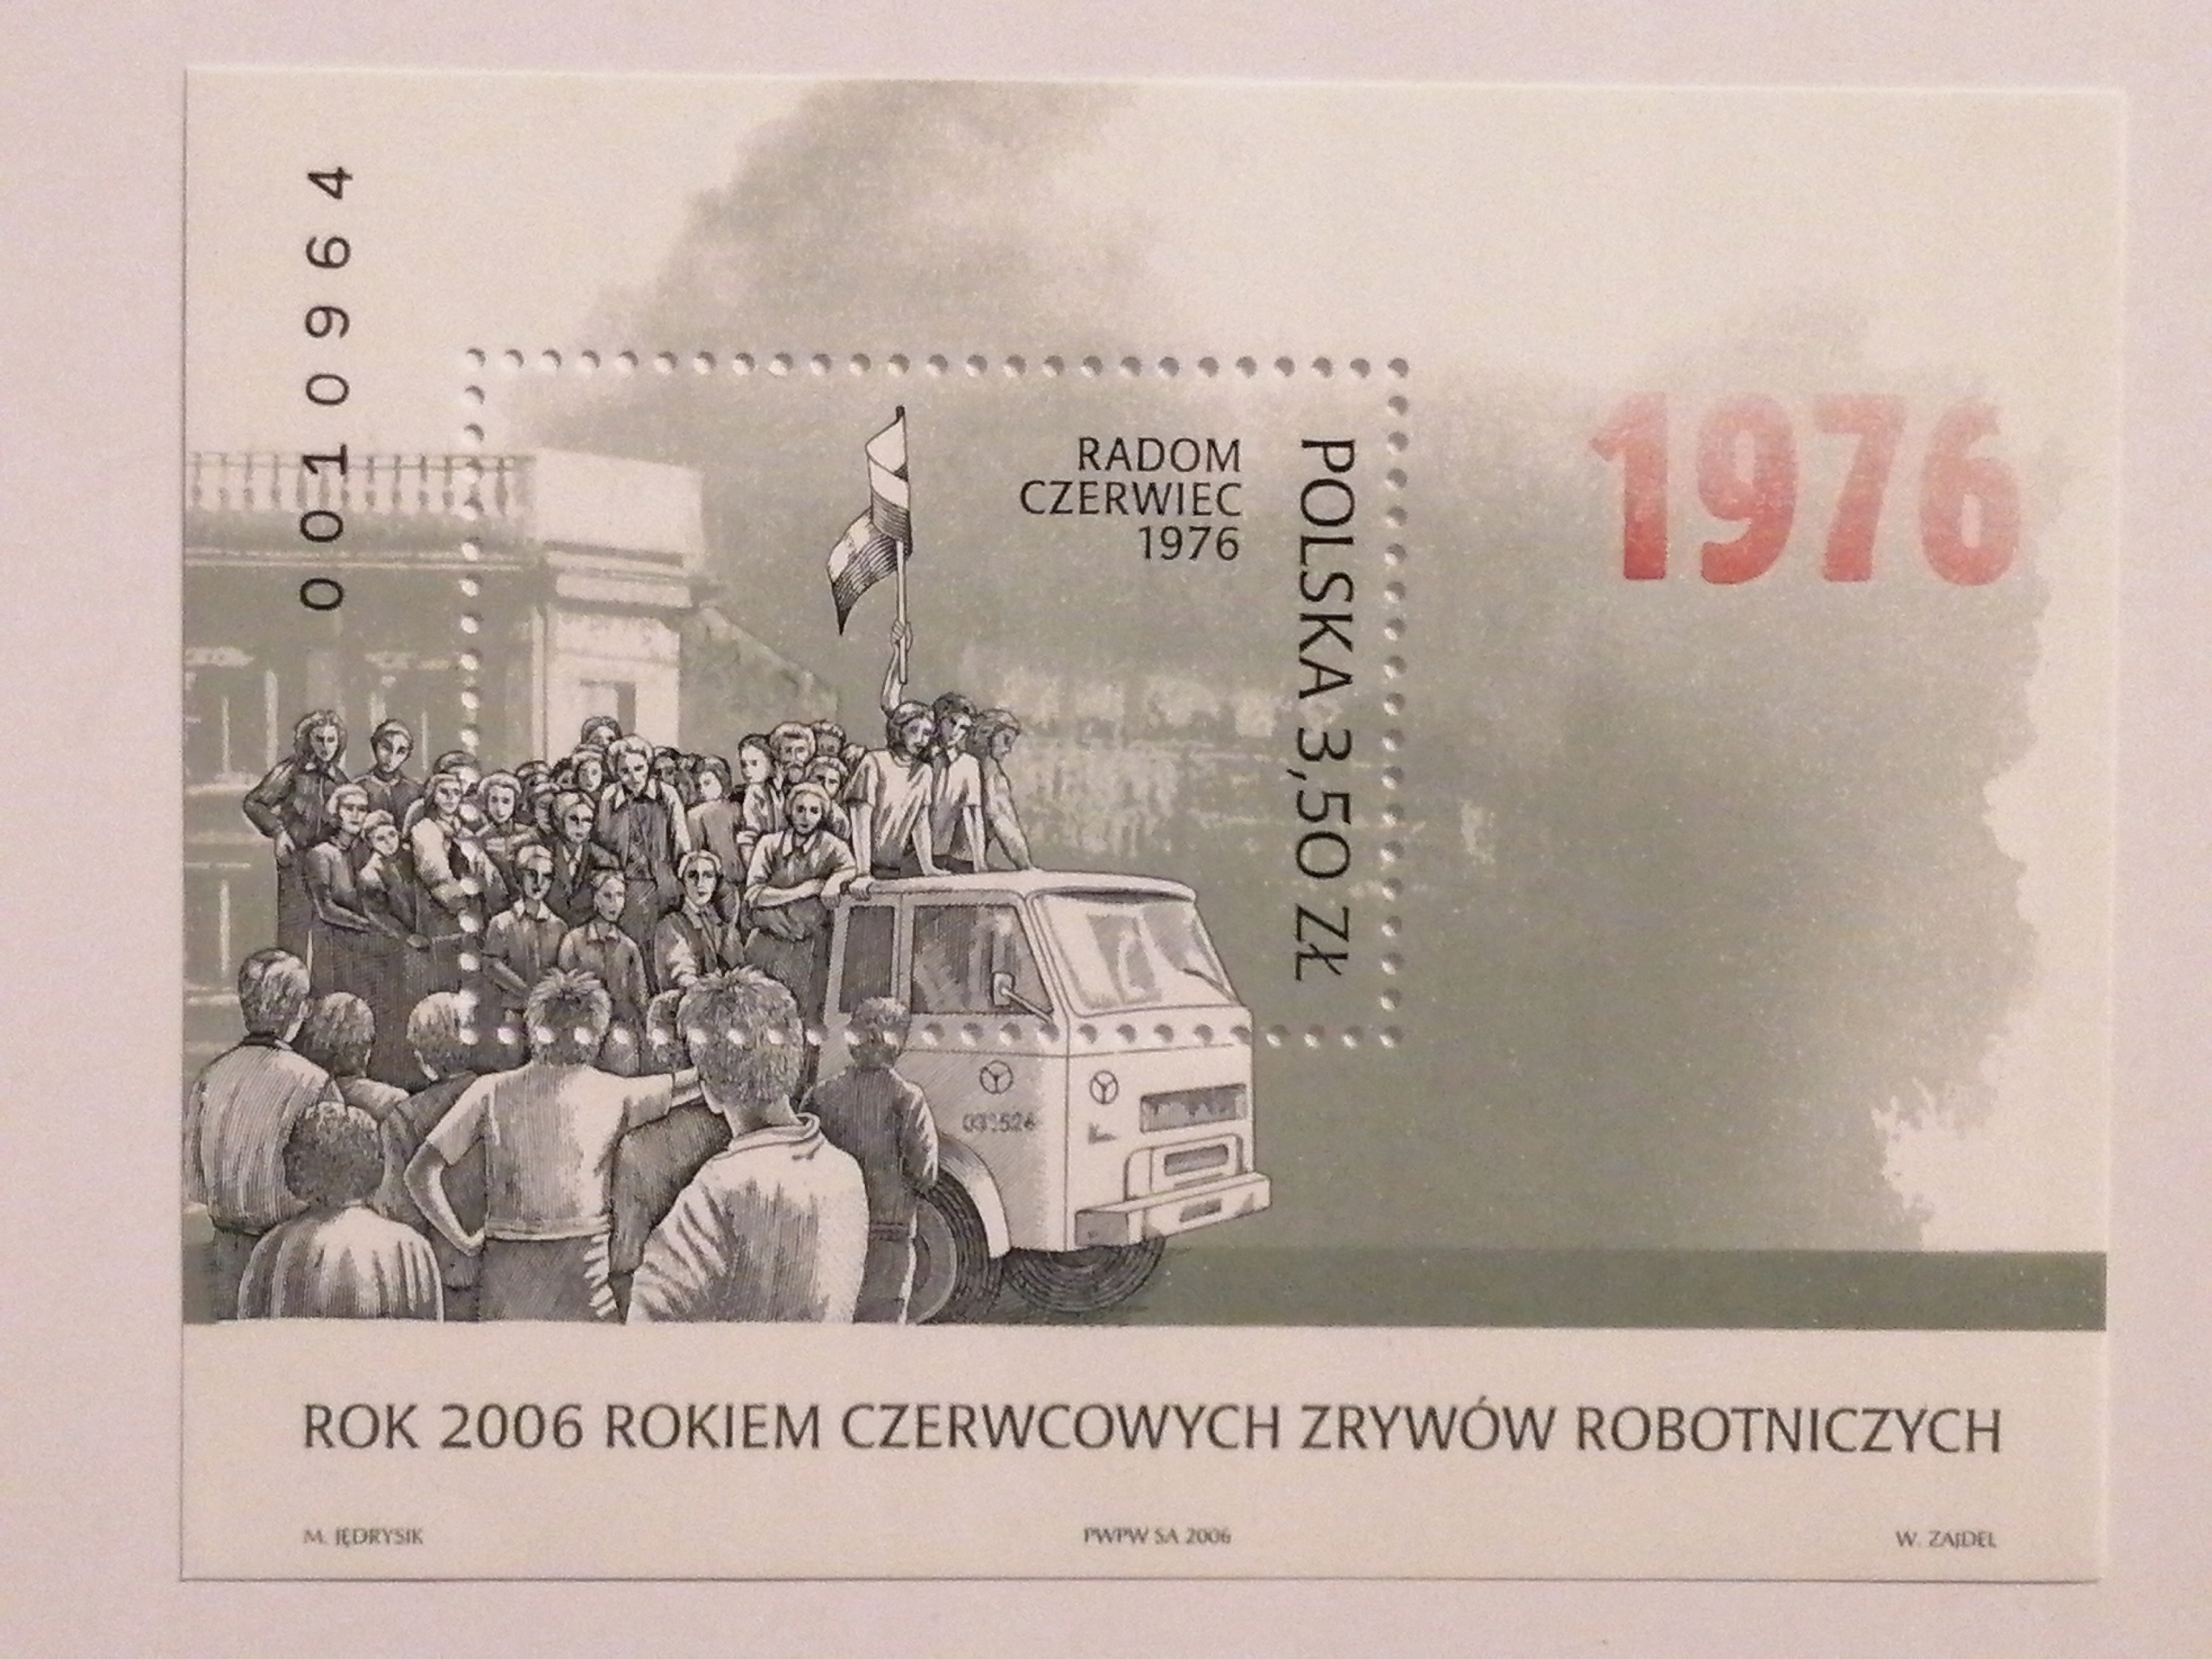 0010964
RADOM
CZERWIEC
1976
POLSKA 3,50 ZŁ
1976
ROK 2006 ROKIEM CZERWCOWYCH ZRYWÓW ROBOTNICZYCH
M. JĘDRYSIK
PWPW SA 2006
W. ZAJDEL